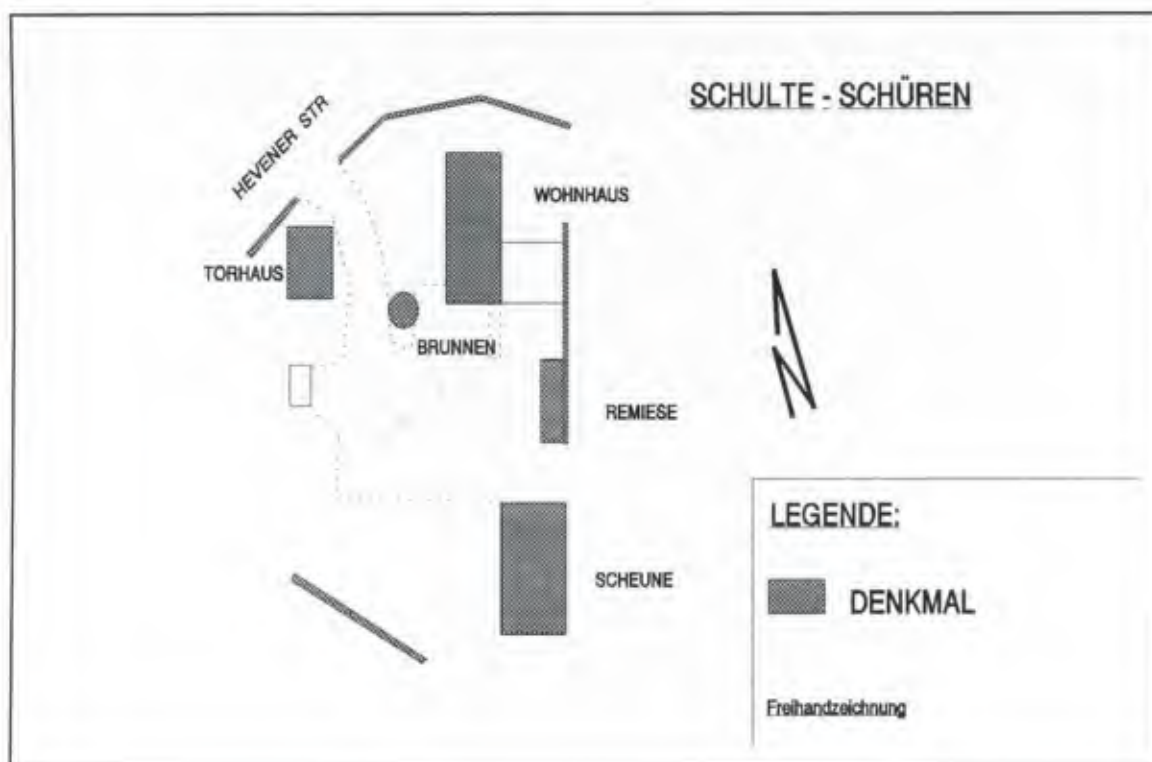 SCHULTE - SCHÜREN
HEVENER STR
WOHNHAUS
TORHAUS
BRUNNEN
REMIESE
SCHEUNE
LEGENDE:
DENKMAL
Freihandzeichnung